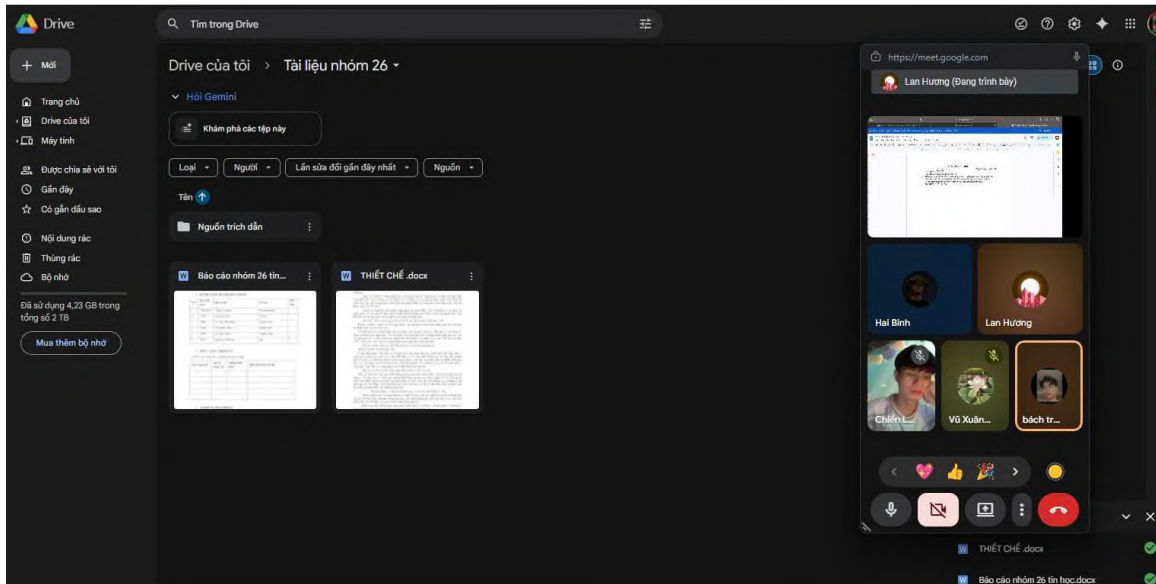 Drive
Tìm trong Drive
Mới
Drive của tôi > Tài liệu nhóm 26
Trang chủ
Drive của tôi
Máy tính
Được chia sẻ với tôi
Gần đây
Có gắn dấu sao
Nội dung rác
Thùng rác
Bộ nhớ
Đã sử dụng 4,23 GB trong
tổng số 2 TB
Mua thêm bộ nhớ
Hỏi Gemini
Khám phá các tệp này
Loại
Người
Lần sửa đổi gần đây nhất
Nguồn
Tên
Nguồn trích dẫn
Báo cáo nhóm 26 tin...
THIẾT CHẾ .docx
https://meet.google.com
Lan Hương (Đang trình bày)
Hai Binh
Lan Hương
Chiến L...
Vũ Xuân...
bách tr...
THIẾT CHẾ .docx
Báo cáo nhóm 26 tin học.docx